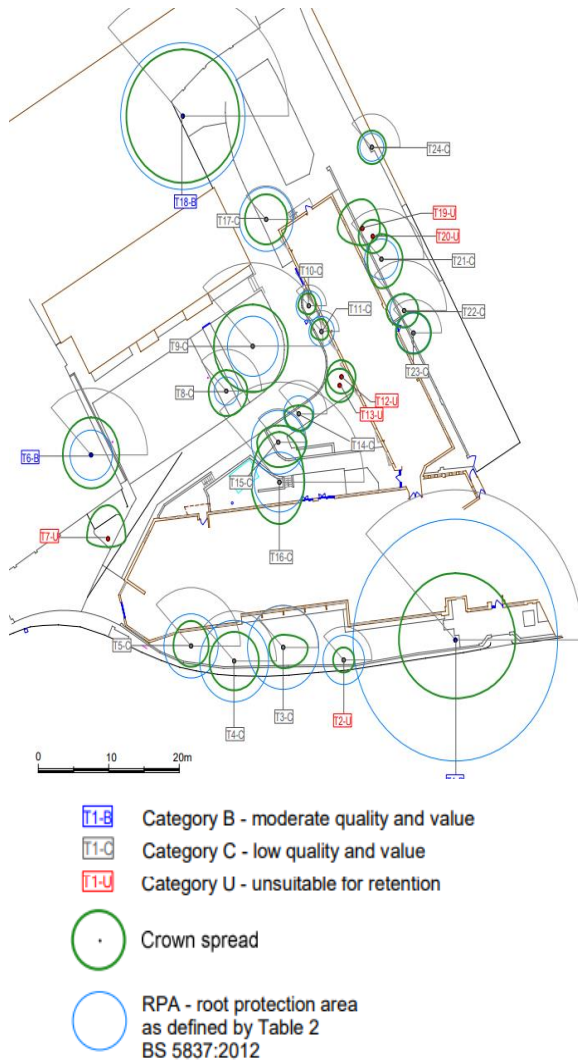 T24-C
T18-B
T19-U
T17-C
T20-U
T21-C
T10-C
T11-C
T22-C
T9-C
T23-C
T8-C
T12-U
T13-U
T14-C
T6-B
T15-C
T7-U
T16-C
T5-C
T3-C
T4-C
T2-U
0 10 20m
T1-B Category B - moderate quality and value
T1-C Category C - low quality and value
T1-U Category U - unsuitable for retention
Crown spread
RPA - root protection area
as defined by Table 2
BS 5837:2012